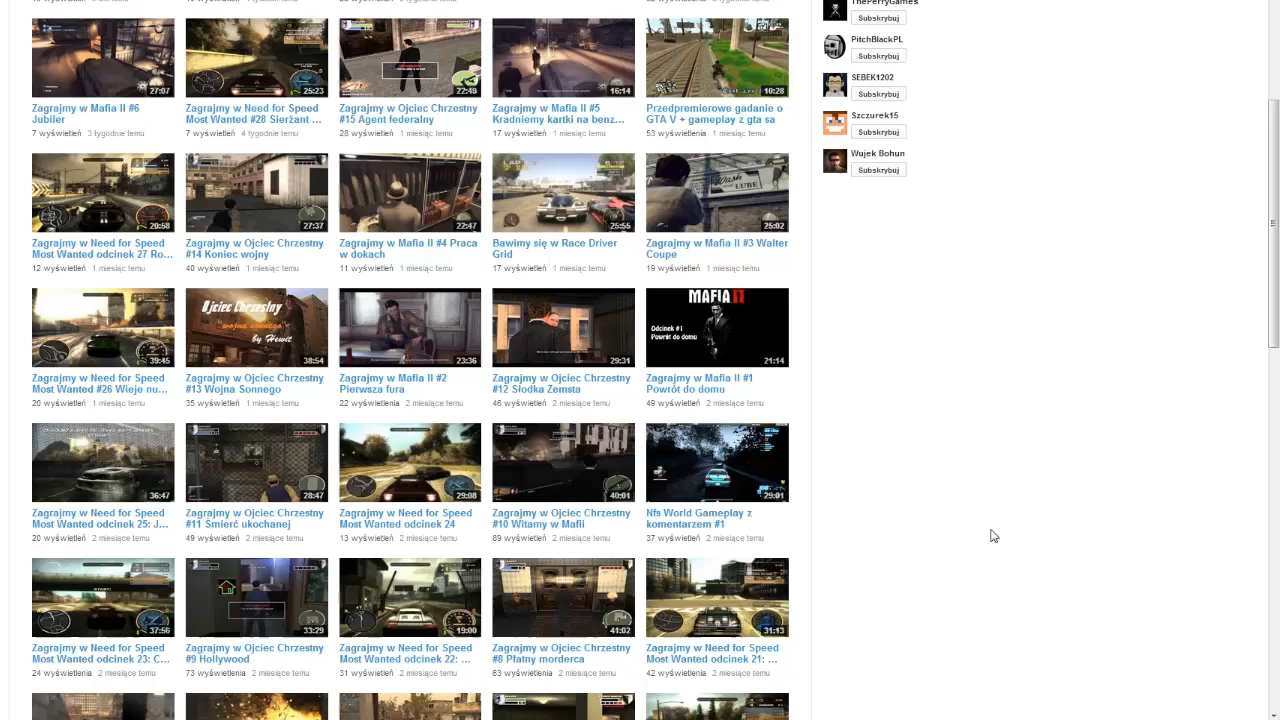 ThePerryGames
Subskrybuj
PitchBlackPL
Subskrybuj
SEBEK1202
Subskrybuj
Szczurek15
Subskrybuj
Wujek Bohun
Subskrybuj
27:07
25:23
22:49
16:14
10:28
Zagrajmy w Mafia II #6
Jubiler
7 wyświetleń 3 tygodnie temu
Zagrajmy w Need for Speed
Most Wanted #28 Sierżant ...
7 wyświetleń 4 tygodnie temu
Zagrajmy w Ojciec Chrzestny
#15 Agent federalny
28 wyświetleń 1 miesiąc temu
Zagrajmy w Mafia II #5
Kradniemy kartki na benz...
17 wyświetleń 1 miesiąc temu
Przedpremierowe gadanie o
GTA V + gameplay z gta sa
53 wyświetlenia 1 miesiąc temu
20:58
27:37
22:47
25:55
25:02
Zagrajmy w Need for Speed
Most Wanted odcinek 27 Ro...
12 wyświetleń 1 miesiąc temu
Zagrajmy w Ojciec Chrzestny
#14 Koniec wojny
40 wyświetleń 1 miesiąc temu
Zagrajmy w Mafia II #4 Praca
w dokach
11 wyświetleń 1 miesiąc temu
Bawimy się w Race Driver
Grid
17 wyświetleń 1 miesiąc temu
Zagrajmy w Mafia II #3 Walter
Coupe
19 wyświetleń 1 miesiąc temu
39:45
Ojciec Chrzestny
"wojna sonnego"
by Hewit
38:54
23:36
29:31
MAFIA II
Odcinek #1
Powrót do domu
21:14
Zagrajmy w Need for Speed
Most Wanted #26 Wieje nu...
20 wyświetleń 1 miesiąc temu
Zagrajmy w Ojciec Chrzestny
#13 Wojna Sonnego
35 wyświetleń 1 miesiąc temu
Zagrajmy w Mafia II #2
Pierwsza fura
22 wyświetlenia 2 miesiące temu
Zagrajmy w Ojciec Chrzestny
#12 Słodka Zemsta
46 wyświetleń 2 miesiące temu
Zagrajmy w Mafia II #1
Powrót do domu
49 wyświetleń 2 miesiące temu
36:47
28:47
29:08
40:01
29:01
Zagrajmy w Need for Speed
Most Wanted odcinek 25: J...
20 wyświetleń 2 miesiące temu
Zagrajmy w Ojciec Chrzestny
#11 Śmierć ukochanej
49 wyświetleń 2 miesiące temu
Zagrajmy w Need for Speed
Most Wanted odcinek 24
13 wyświetleń 2 miesiące temu
Zagrajmy w Ojciec Chrzestny
#10 Witamy w Mafii
89 wyświetleń 2 miesiące temu
Nfs World Gameplay z
komentarzem #1
37 wyświetleń 2 miesiące temu
37:56
33:29
19:00
41:02
31:13
Zagrajmy w Need for Speed
Most Wanted odcinek 23: C...
24 wyświetlenia 2 miesiące temu
Zagrajmy w Ojciec Chrzestny
#9 Hollywood
73 wyświetlenia 2 miesiące temu
Zagrajmy w Need for Speed
Most Wanted odcinek 22: ...
31 wyświetleń 2 miesiące temu
Zagrajmy w Ojciec Chrzestny
#8 Płatny morderca
63 wyświetlenia 2 miesiące temu
Zagrajmy w Need for Speed
Most Wanted odcinek 21: ...
42 wyświetlenia 2 miesiące temu